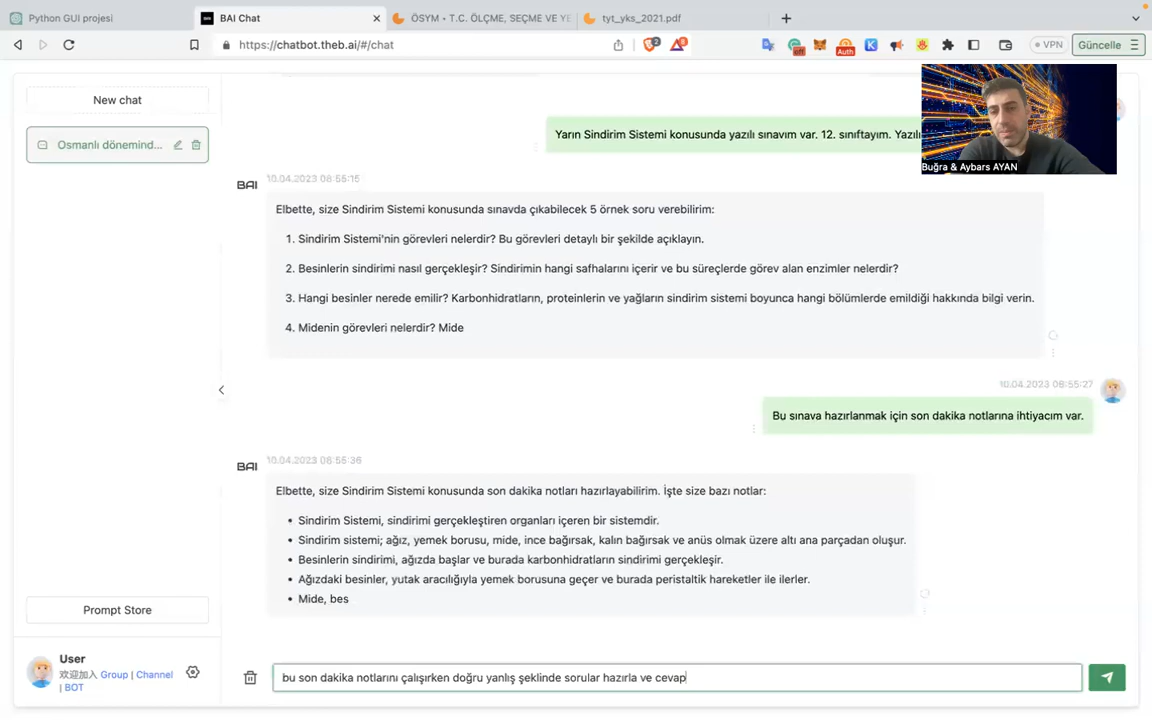 Python GUI projesi
BAI Chat
ÖSYM • T.C. ÖLÇME, SEÇME VE YE
tyt_yks_2021.pdf
https://chatbot.theb.ai/#/chat
2
8
off
Auth
VPN
Güncelle
New chat
Osmanlı dönemind...
Yarın Sindirim Sistemi konusunda yazılı sınavım var. 12. sınıftayım. Yazılı
Buğra & Aybars AYAN
BAI
10.04.2023 08:55:15
Elbette, size Sindirim Sistemi konusunda sınavda çıkabilecek 5 örnek soru verebilirim:
1. Sindirim Sistemi'nin görevleri nelerdir? Bu görevleri detaylı bir şekilde açıklayın.
2. Besinlerin sindirimi nasıl gerçekleşir? Sindirimin hangi safhalarını içerir ve bu süreçlerde görev alan enzimler nelerdir?
3. Hangi besinler nerede emilir? Karbonhidratların, proteinlerin ve yağların sindirim sistemi boyunca hangi bölümlerde emildiği hakkında bilgi verin.
4. Midenin görevleri nelerdir? Mide
10.04.2023 08:55:27
Bu sınava hazırlanmak için son dakika notlarına ihtiyacım var.
BAI
10.04.2023 08:55:36
Elbette, size Sindirim Sistemi konusunda son dakika notları hazırlayabilirim. İşte size bazı notlar:
• Sindirim Sistemi, sindirimi gerçekleştiren organları içeren bir sistemdir.
• Sindirim sistemi; ağız, yemek borusu, mide, ince bağırsak, kalın bağırsak ve anüs olmak üzere altı ana parçadan oluşur.
• Besinlerin sindirimi, ağızda başlar ve burada karbonhidratların sindirimi gerçekleşir.
• Ağızdaki besinler, yutak aracılığıyla yemek borusuna geçer ve burada peristaltik hareketler ile ilerler.
• Mide, bes
Prompt Store
User
欢迎加入 Group | Channel
| BOT
bu son dakika notlarını çalışırken doğru yanlış şeklinde sorular hazırla ve cevap